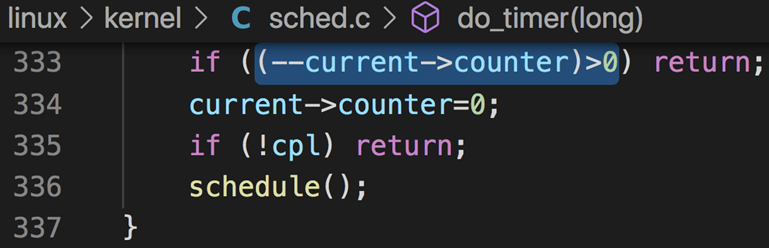 linux > kernel > C sched.c > do_timer(long)
333 if ((--current->counter)>0) return;
334 current->counter=0;
335 if (!cpl) return;
336 schedule();
337 }